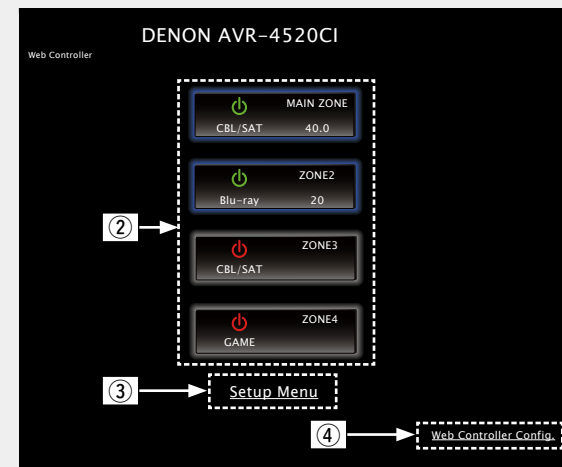 DENON AVR-4520CI
Web Controller
MAIN ZONE
CBL/SAT 40.0
ZONE2
Blu-ray 20
② 
ZONE3
CBL/SAT
ZONE4
GAME
③ Setup Menu
④ Web Controller Config.